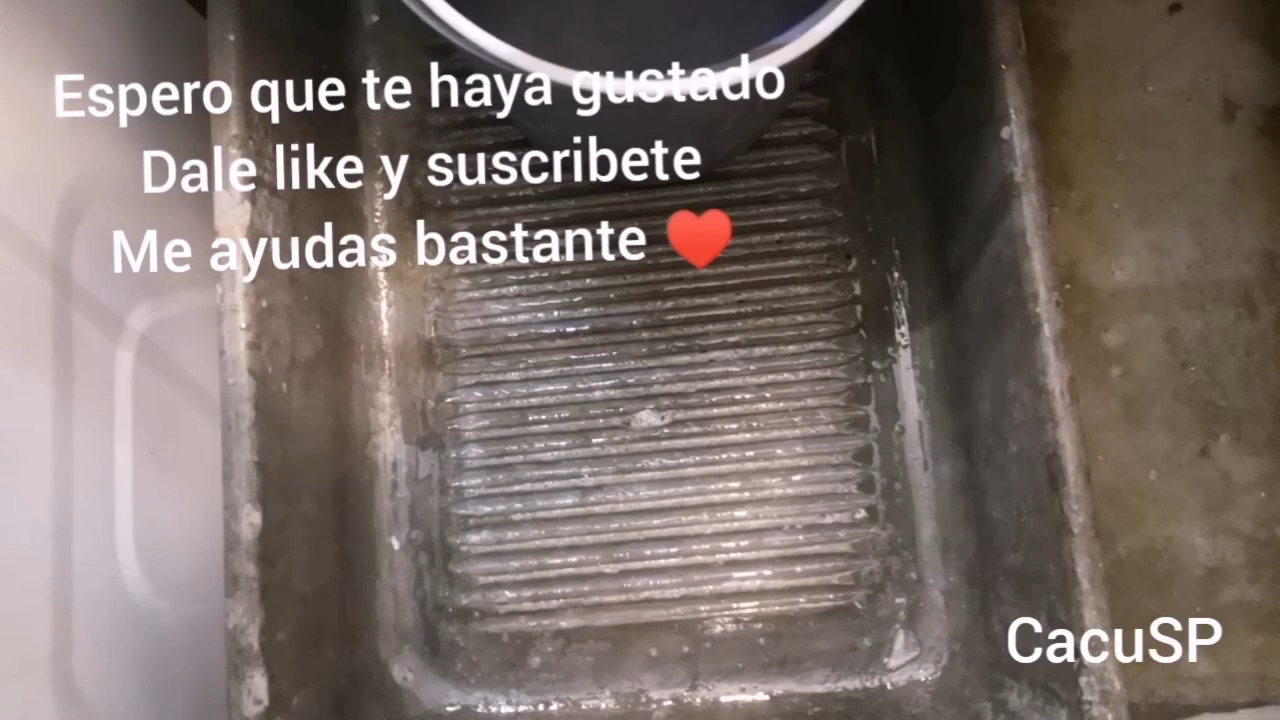 Espero que te haya gustado
Dale like y suscribete
Me ayudas bastante ♥️
CacuSP